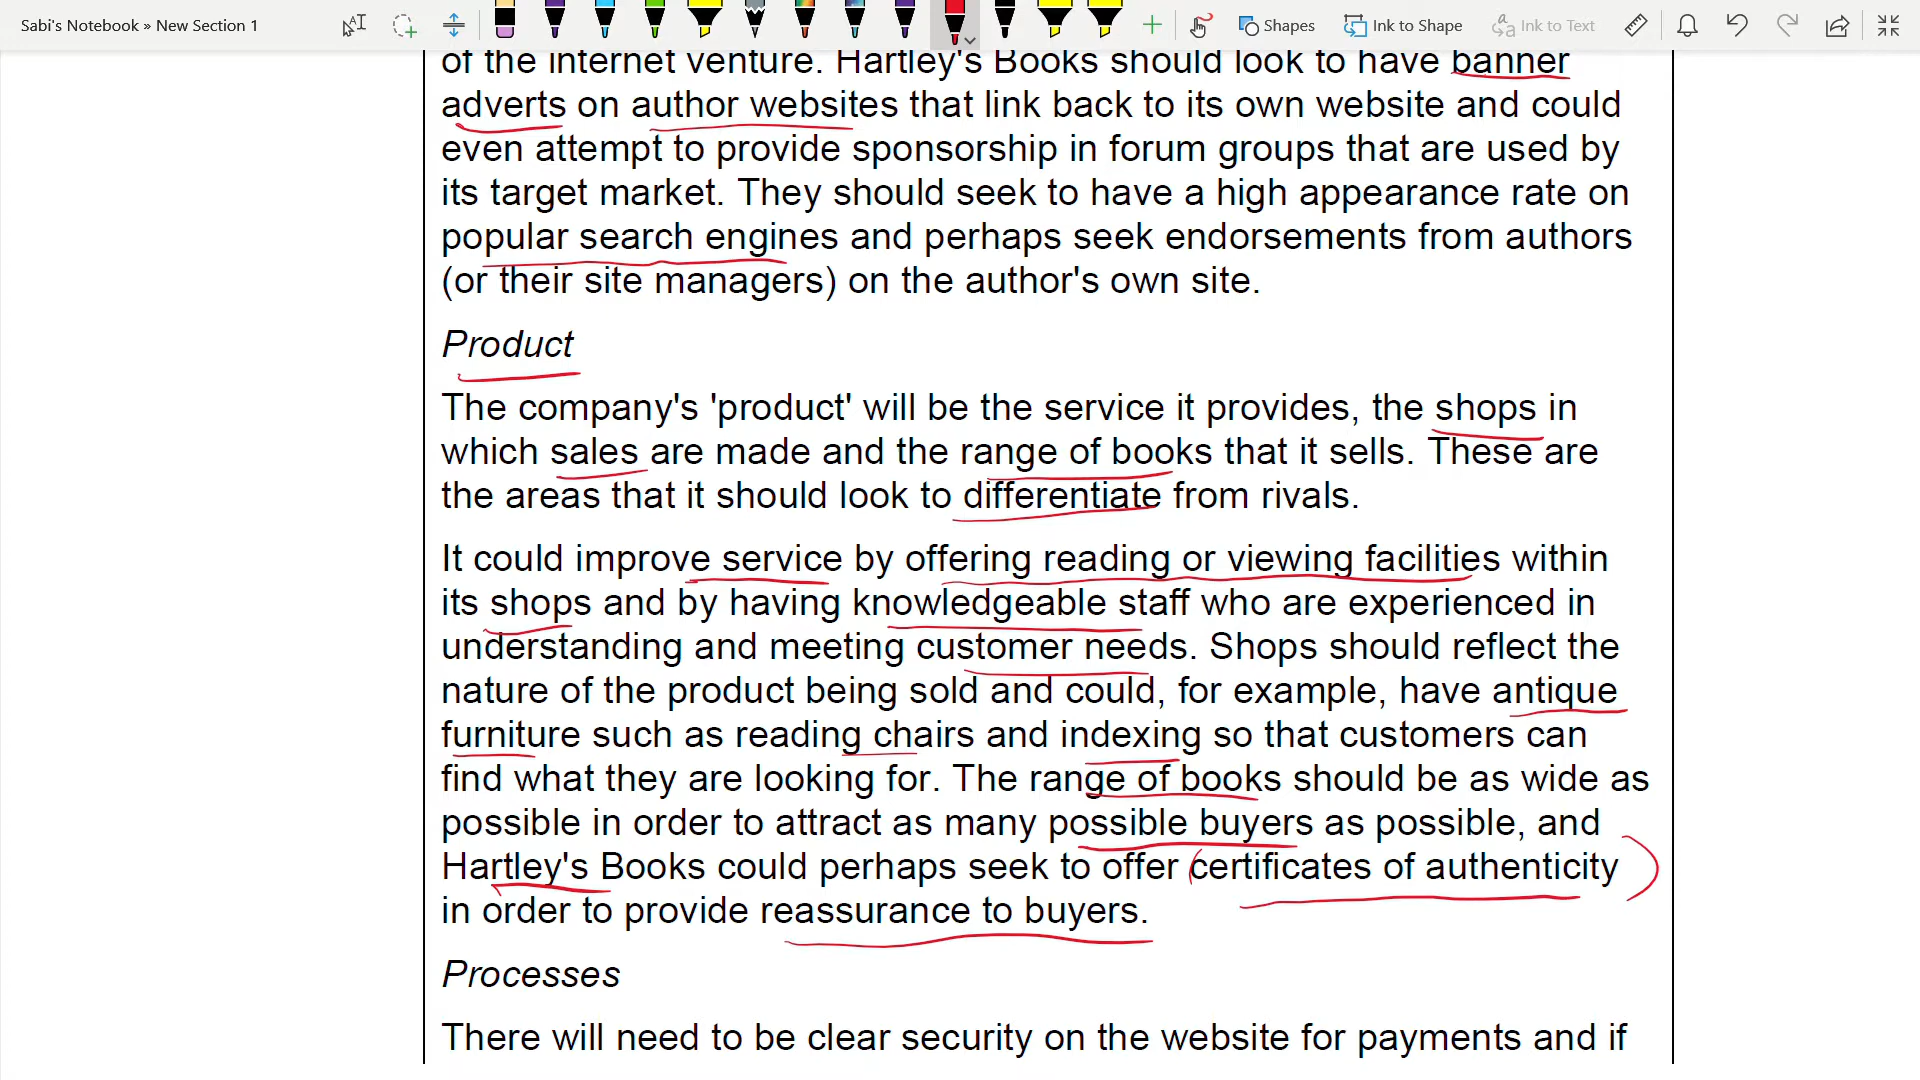 Sabi's Notebook » New Section 1
Shapes
Ink to Shape
Ink to Text
of the internet venture. Hartley's Books should look to have banner
adverts on author websites that link back to its own website and could
even attempt to provide sponsorship in forum groups that are used by
its target market. They should seek to have a high appearance rate on
popular search engines and perhaps seek endorsements from authors
(or their site managers) on the author's own site.
Product
The company's 'product' will be the service it provides, the shops in
which sales are made and the range of books that it sells. These are
the areas that it should look to differentiate from rivals.
It could improve service by offering reading or viewing facilities within
its shops and by having knowledgeable staff who are experienced in
understanding and meeting customer needs. Shops should reflect the
nature of the product being sold and could, for example, have antique
furniture such as reading chairs and indexing so that customers can
find what they are looking for. The range of books should be as wide as
possible in order to attract as many possible buyers as possible, and
Hartley's Books could perhaps seek to offer certificates of authenticity
in order to provide reassurance to buyers.
Processes
There will need to be clear security on the website for payments and if